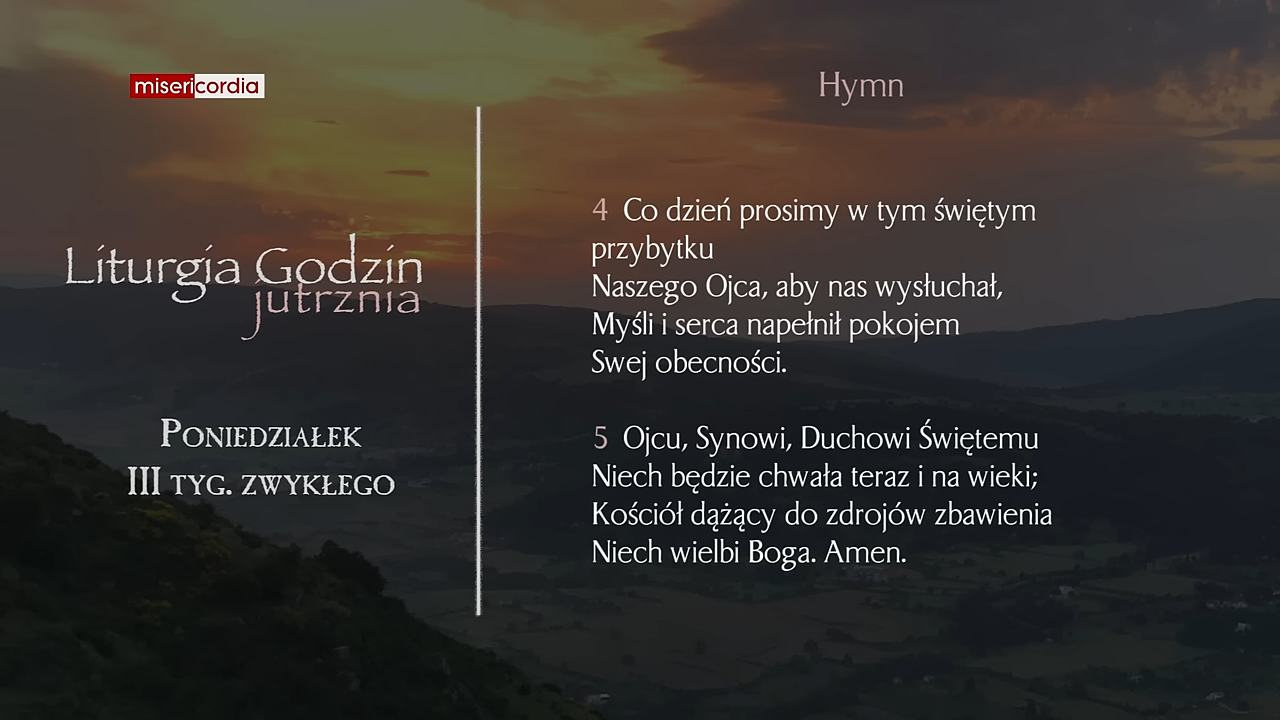 misericordia
Liturgia Godzin
jutrznia
Poniedziałek
III tyg. zwykłego
Hymn
4 Co dzień prosimy w tym świętym
przybytku
Naszego Ojca, aby nas wysłuchał,
Myśli i serca napełnił pokojem
Swej obecności.
5 Ojcu, Synowi, Duchowi Świętemu
Niech będzie chwała teraz i na wieki;
Kościół dążący do zdrojów zbawienia
Niech wielbi Boga. Amen.